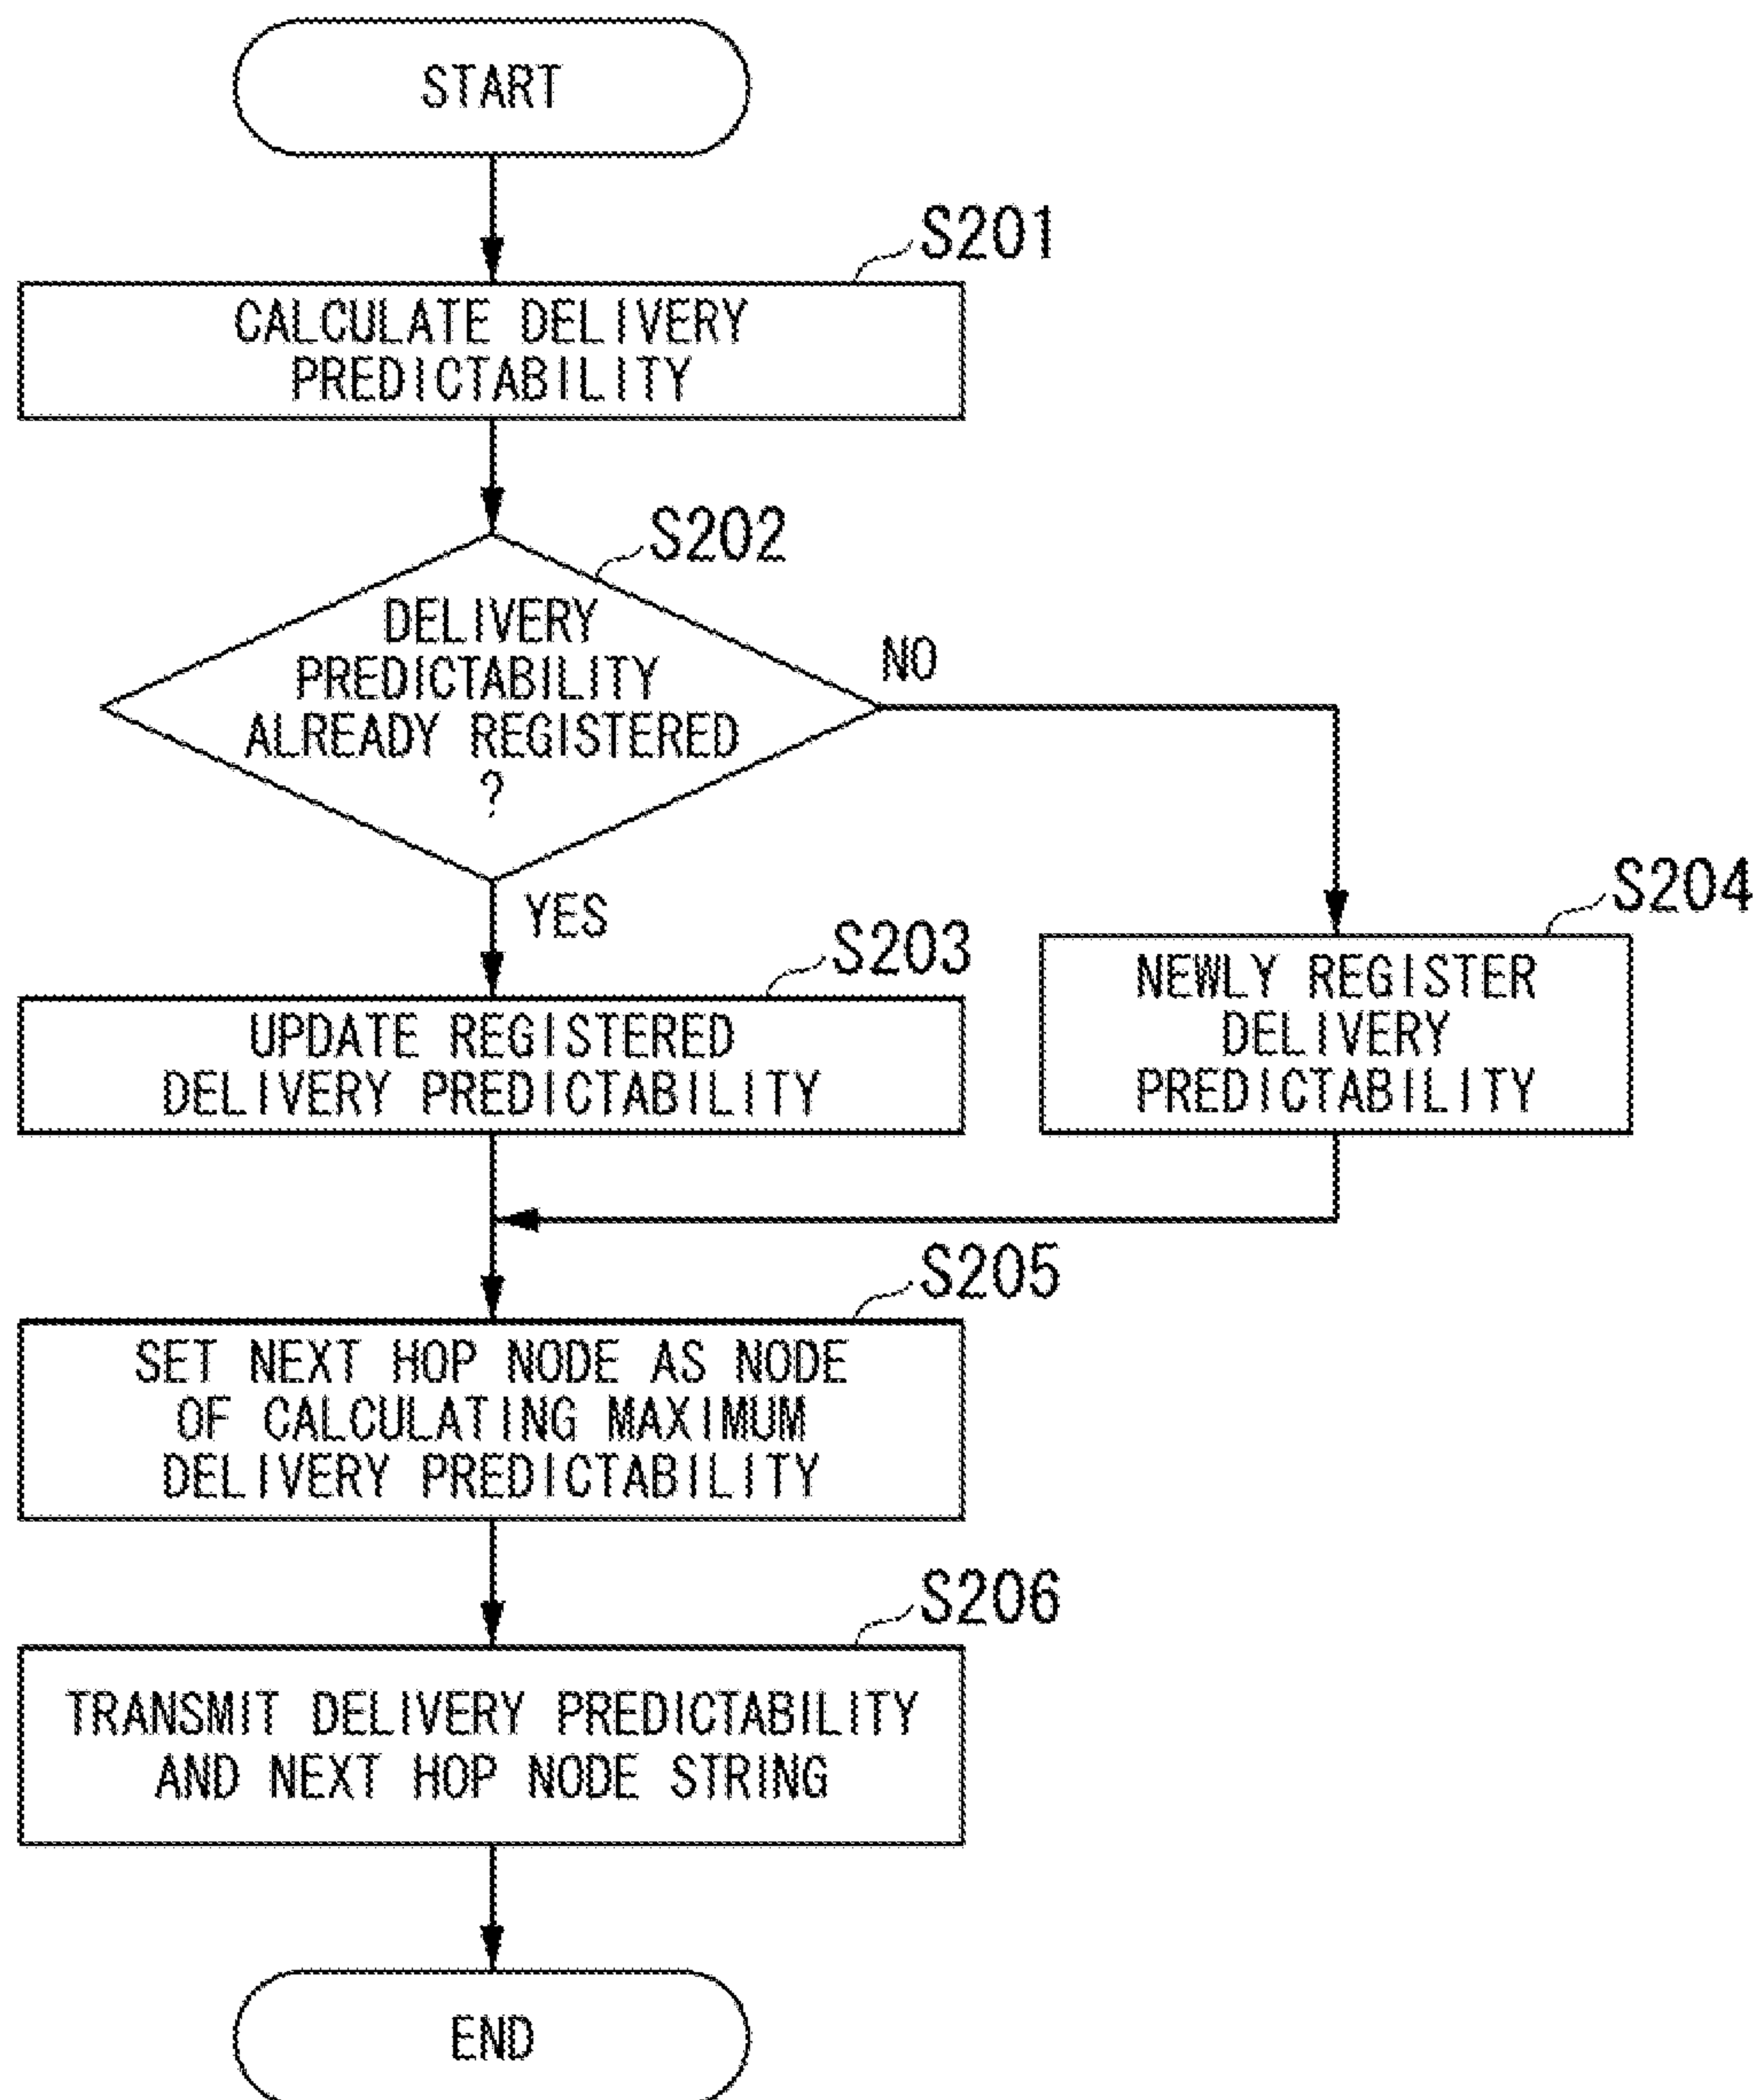 START
S201
CALCULATE DELIVERY
PREDICTABILITY
S202
DELIVERY
PREDICTABILITY
ALREADY REGISTERED
?
NO
YES
S203
UPDATE REGISTERED
DELIVERY PREDICTABILITY
S204
NEWLY REGISTER
DELIVERY
PREDICTABILITY
S205
SET NEXT HOP NODE AS NODE
OF CALCULATING MAXIMUM
DELIVERY PREDICTABILITY
S206
TRANSMIT DELIVERY PREDICTABILITY
AND NEXT HOP NODE STRING
END